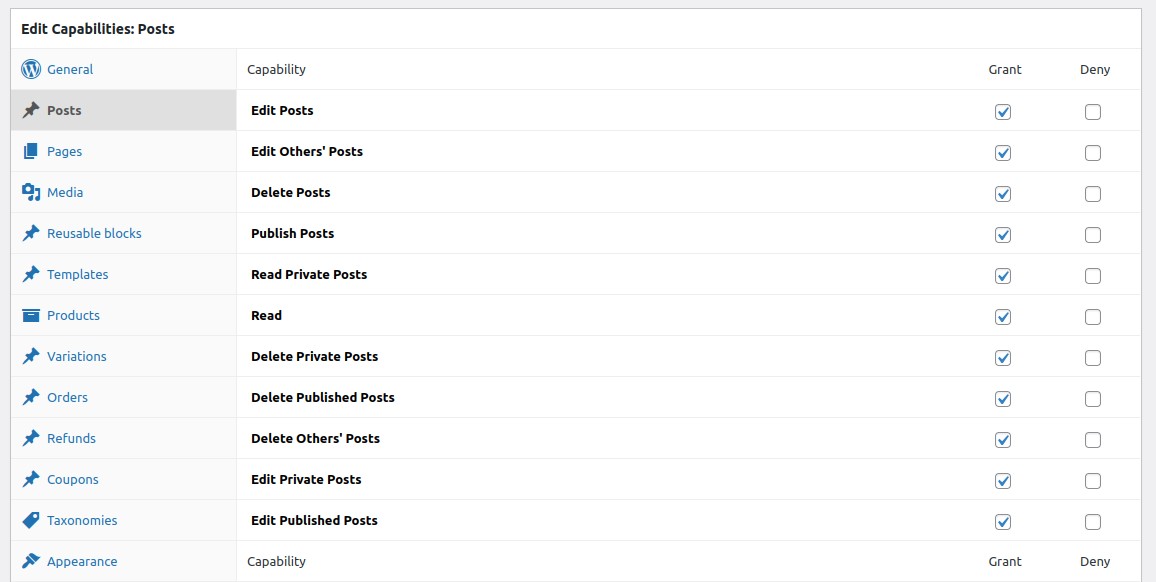 Edit Capabilities: Posts
General
Capability Grant Deny
Posts
Edit Posts
Pages
Edit Others' Posts
Media
Delete Posts
Reusable blocks
Publish Posts
Templates
Read Private Posts
Products
Read
Variations
Delete Private Posts
Orders
Delete Published Posts
Refunds
Delete Others' Posts
Coupons
Edit Private Posts
Taxonomies
Edit Published Posts
Appearance
Capability Grant Deny